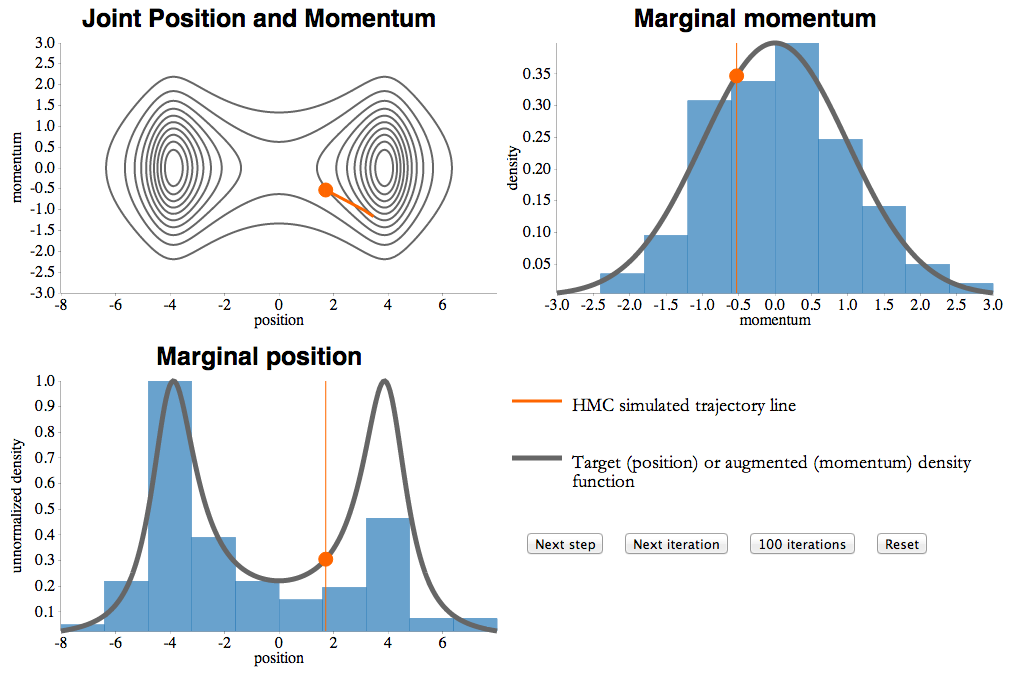 Joint Position and Momentum
momentum
3.0
2.5
2.0
1.5
1.0
0.5
0.0
-0.5
-1.0
-1.5
-2.0
-2.5
-3.0
-8 -6 -4 -2 0 2 4 6
position
Marginal momentum
density
0.35
0.30
0.25
0.20
0.15
0.10
0.05
-3.0 -2.5 -2.0 -1.5 -1.0 -0.5 0.0 0.5 1.0 1.5 2.0 2.5 3.0
momentum
Marginal position
unnormalized density
1.0
0.9
0.8
0.7
0.6
0.5
0.4
0.3
0.2
0.1
-8 -6 -4 -2 0 2 4 6
position
HMC simulated trajectory line
Target (position) or augmented (momentum) density
function
Next step Next iteration 100 iterations Reset